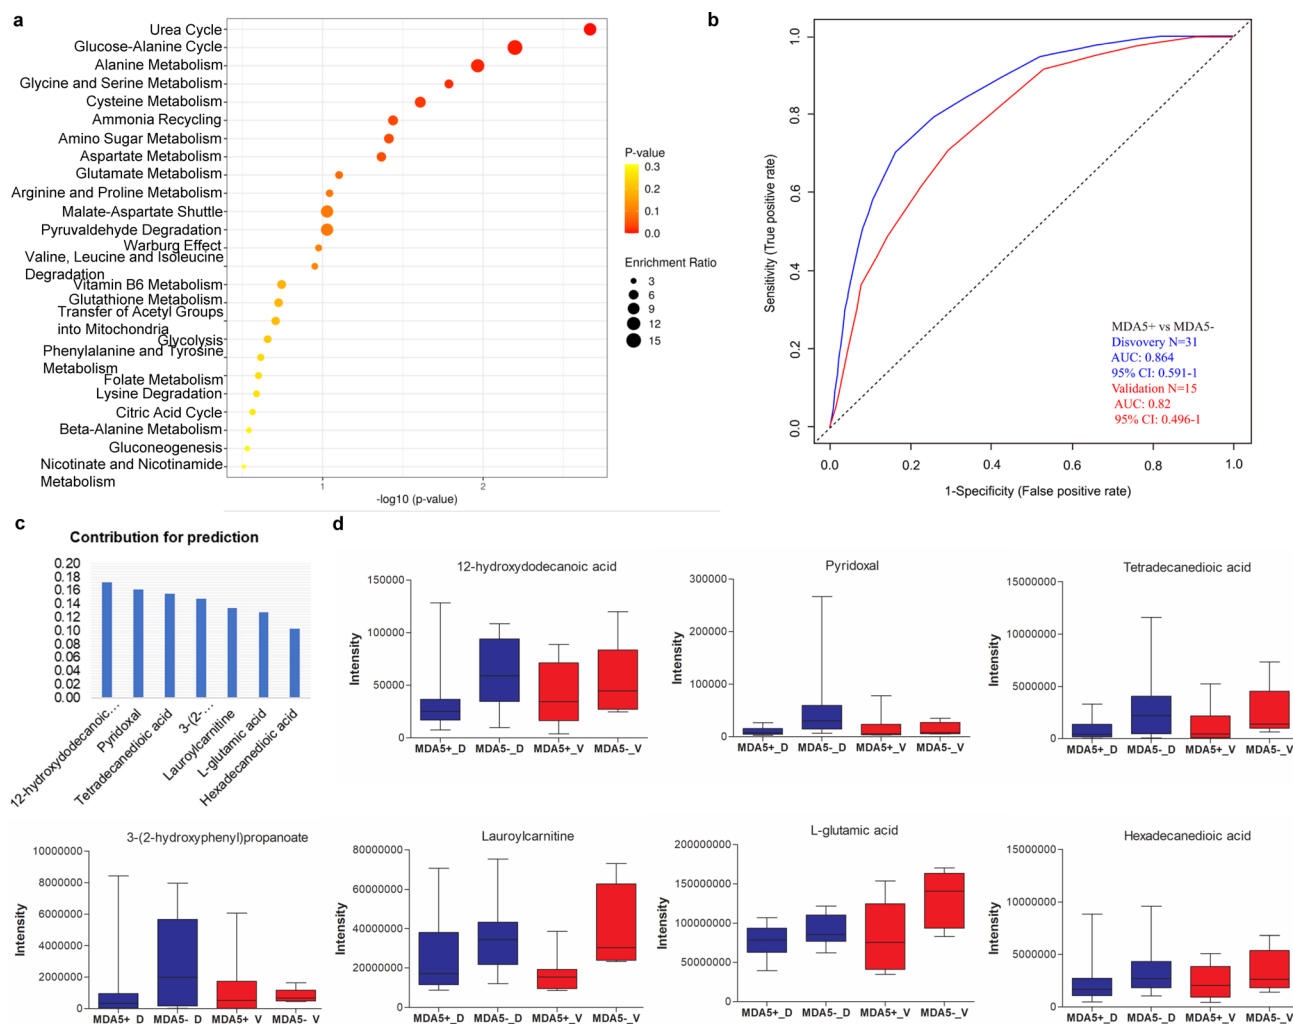 a
Urea Cycle
Glucose-Alanine Cycle
Alanine Metabolism
Glycine and Serine Metabolism
Cysteine Metabolism
Ammonia Recycling
Amino Sugar Metabolism
Aspartate Metabolism
Glutamate Metabolism
Arginine and Proline Metabolism
Malate-Aspartate Shuttle
Pyruvaldehyde Degradation
Warburg Effect
Valine, Leucine and Isoleucine
Degradation
Vitamin B6 Metabolism
Glutathione Metabolism
Transfer of Acetyl Groups
into Mitochondria
Glycolysis
Phenylalanine and Tyrosine
Metabolism
Folate Metabolism
Lysine Degradation
Citric Acid Cycle
Beta-Alanine Metabolism
Gluconeogenesis
Nicotinate and Nicotinamide
Metabolism
1 2
-log10 (p-value)
P-value
0.3
0.2
0.1
0.0
Enrichment Ratio
3
6
9
12
15
b
Sensitivity (True positive rate)
1.0
0.8
0.6
0.4
0.2
0.0
0.0 0.2 0.4 0.6 0.8 1.0
1-Specificity (False positive rate)
MDA5+ vs MDA5-
Disvovery N=31
AUC: 0.864
95% CI: 0.591-1
Validation N=15
AUC: 0.82
95% CI: 0.496-1
c
Contribution for prediction
0.20
0.18
0.16
0.14
0.12
0.10
0.08
0.06
0.04
0.02
0.00
12-hydroxydodecanoic...
Pyridoxal
Tetradecanedioic acid
3-(2-...
Lauroylcarnitine
L-glutamic acid
Hexadecanedioic acid
d
12-hydroxydodecanoic acid
Intensity
150000
100000
50000
0
MDA5+_D MDA5-_D MDA5+_V MDA5-_V
Pyridoxal
Intensity
300000
200000
100000
0
MDA5+_D MDA5-_D MDA5+_V MDA5-_V
Tetradecanedioic acid
Intensity
15000000
10000000
5000000
0
MDA5+_D MDA5-_D MDA5+_V MDA5-_V
3-(2-hydroxyphenyl)propanoate
Intensity
10000000
8000000
6000000
4000000
2000000
0
MDA5+_D MDA5-_D MDA5+_V MDA5-_V
Lauroylcarnitine
Intensity
80000000
60000000
40000000
20000000
0
MDA5+_D MDA5-_D MDA5+_V MDA5-_V
L-glutamic acid
Intensity
200000000
150000000
100000000
50000000
0
MDA5+_D MDA5-_D MDA5+_V MDA5-_V
Hexadecanedioic acid
Intensity
15000000
10000000
5000000
0
MDA5+_D MDA5-_D MDA5+_V MDA5-_V